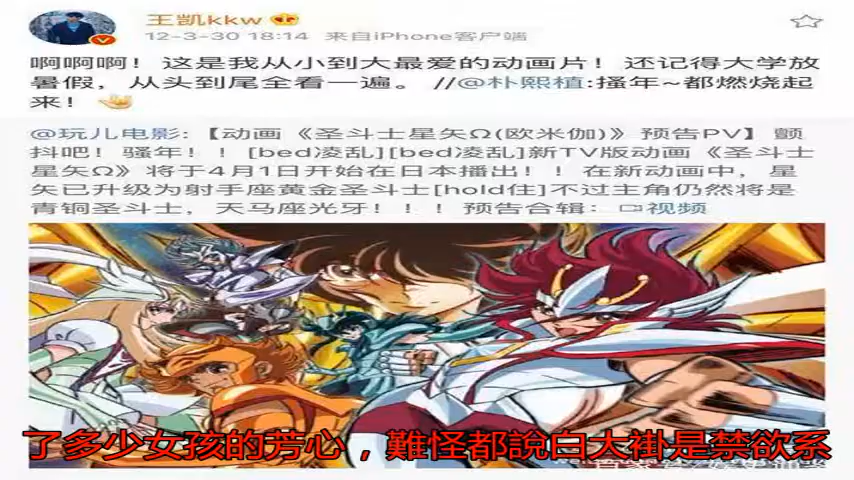 王凯kkw
12-3-30 18:14 来自iPhone客户端
啊啊啊！这是我从小到大最爱的动画片！还记得大学放
暑假，从头到尾全看一遍。//@朴熙植:搔年~都燃烧起
来！
@玩儿电影:【动画《圣斗士星矢Ω(欧米伽)》预告PV】颤
抖吧！骚年！！[bed凌乱][bed凌乱]新TV版动画《圣斗士
星矢Ω》将于4月1日开始在日本播出！！在新动画中，星
矢已升级为射手座黄金圣斗士[hold住]不过主角仍然将是
青铜圣斗士，天马座光牙！！！预告合辑：视频
了多少女孩的芳心，難怪都說白大褂是禁欲系